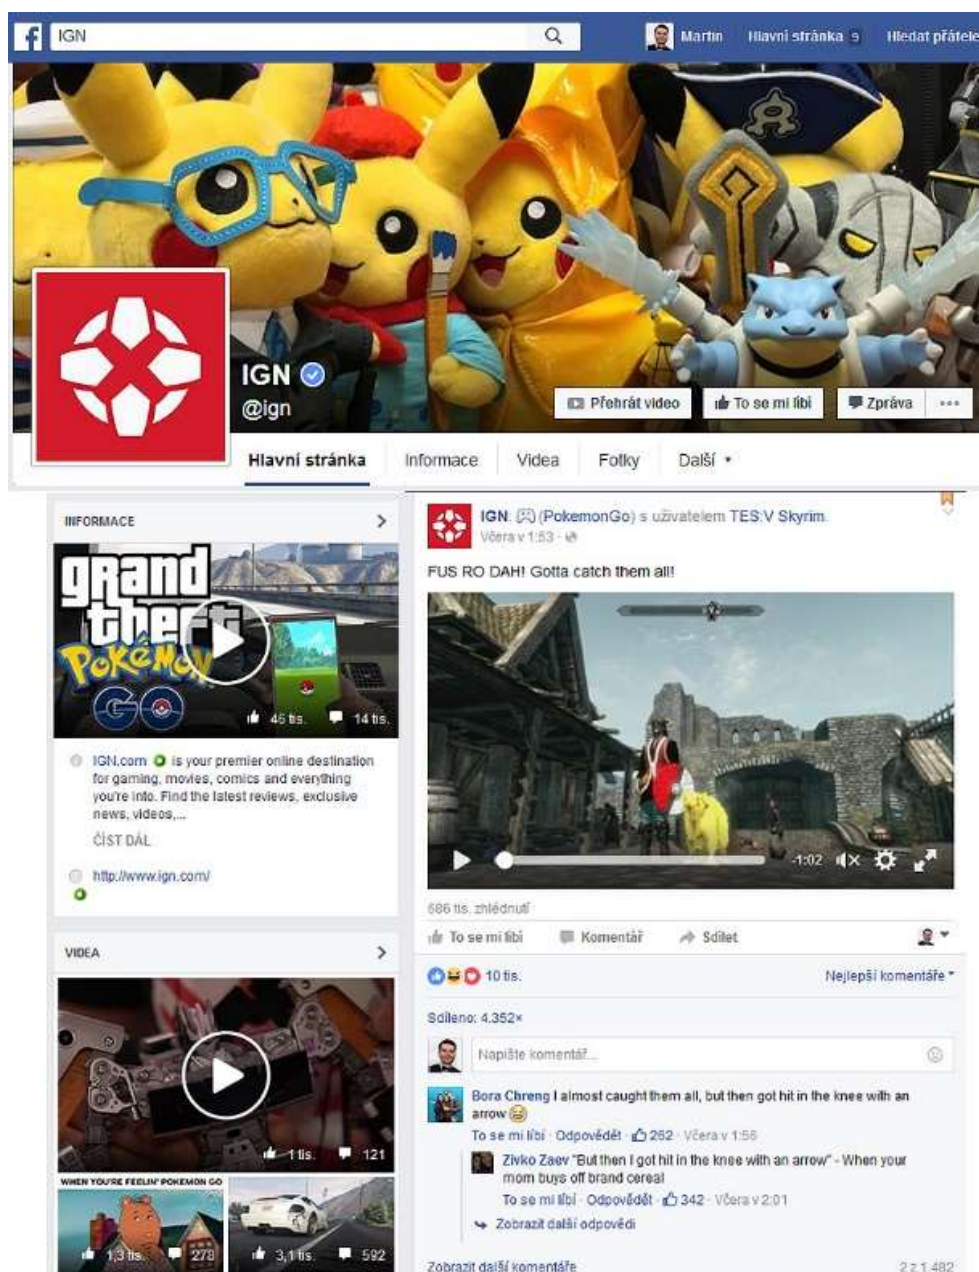 IGN
Martin
Hlavní stránka 9
Hledat přátele
IGN
@ign
Přehrát video
To se mi líbí
Zpráva
Hlavní stránka
Informace
Videa
Fotky
Další
INFORMACE
grand
theft
POKéMON
GO
46 tis.
14 tis.
IGN.com is your premier online destination
for gaming, movies, comics and everything
you're into. Find the latest reviews, exclusive
news, videos,...
ČÍST DÁL
http://www.ign.com/
VIDEA
1 tis.
121
WHEN YOU'RE FEELIN' POKEMON GO
1,3 tis.
278
3,1 tis.
592
IGN. (PokemonGo) s uživatelem TES:V Skyrim.
Včera v 1:53
FUS RO DAH! Gotta catch them all!
-1:02
686 tis. zhlédnutí
To se mi líbí
Komentář
Sdílet
10 tis.
Nejlepší komentáře
Sdíleno: 4.352×
Napište komentář...
Bora Chreng I almost caught them all, but then got hit in the knee with an
arrow
To se mi líbí · Odpovědět · 262 · Včera v 1:56
Zivko Zaev "But then I got hit in the knee with an arrow" - When your
mom buys off brand cereal
To se mi líbí · Odpovědět · 342 · Včera v 2:01
Zobrazit další odpovědi
Zobrazit další komentáře
2 z 1.482